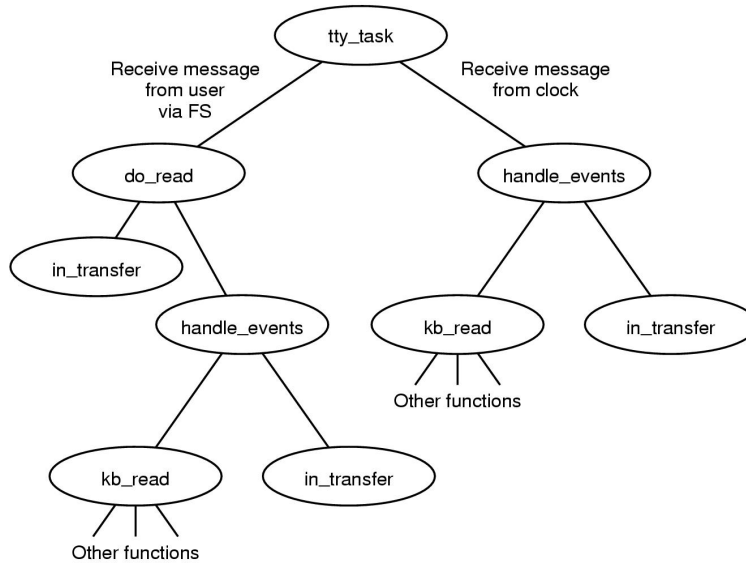 tty_task
Receive message
from user
via FS
Receive message
from clock
do_read
handle_events
in_transfer
handle_events
kb_read
in_transfer
Other functions
kb_read
in_transfer
Other functions